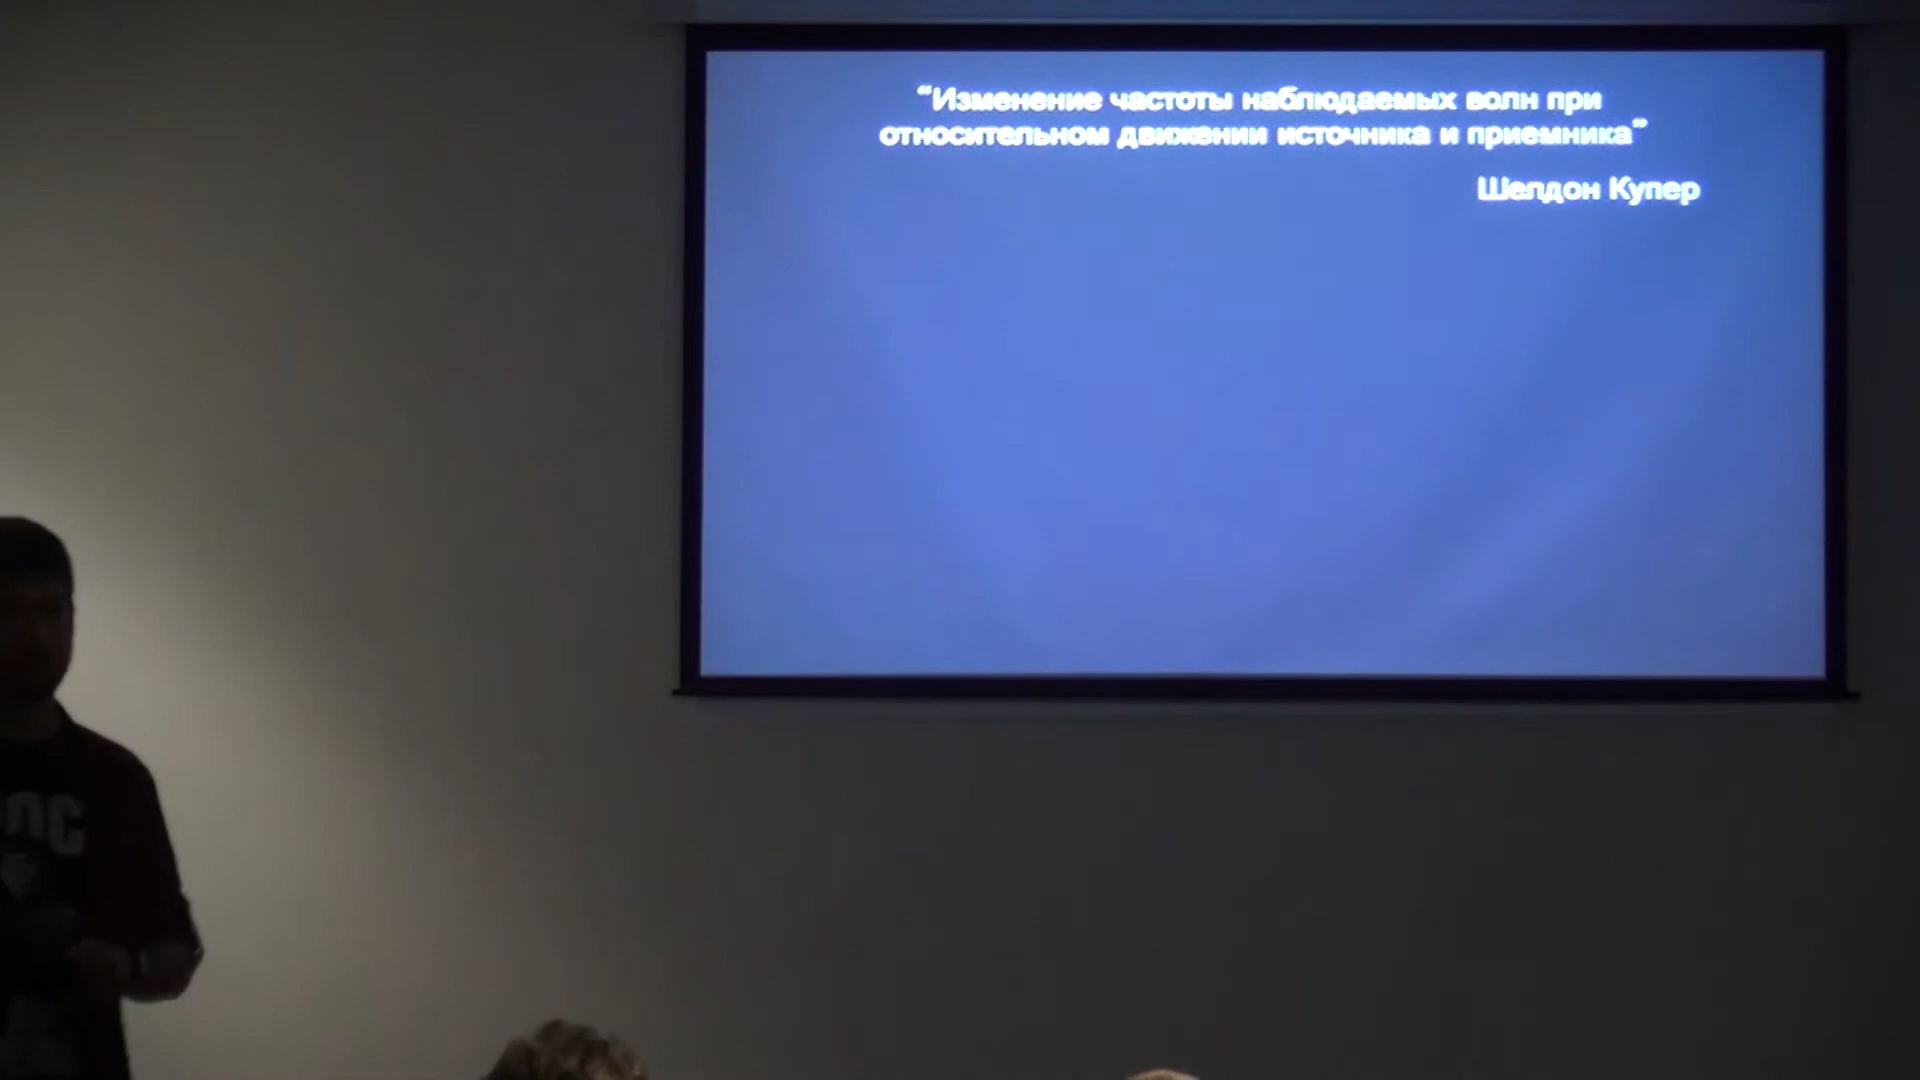 “Изменение частоты наблюдаемых волн при
относительном движении источника и приемника”
Шелдон Купер